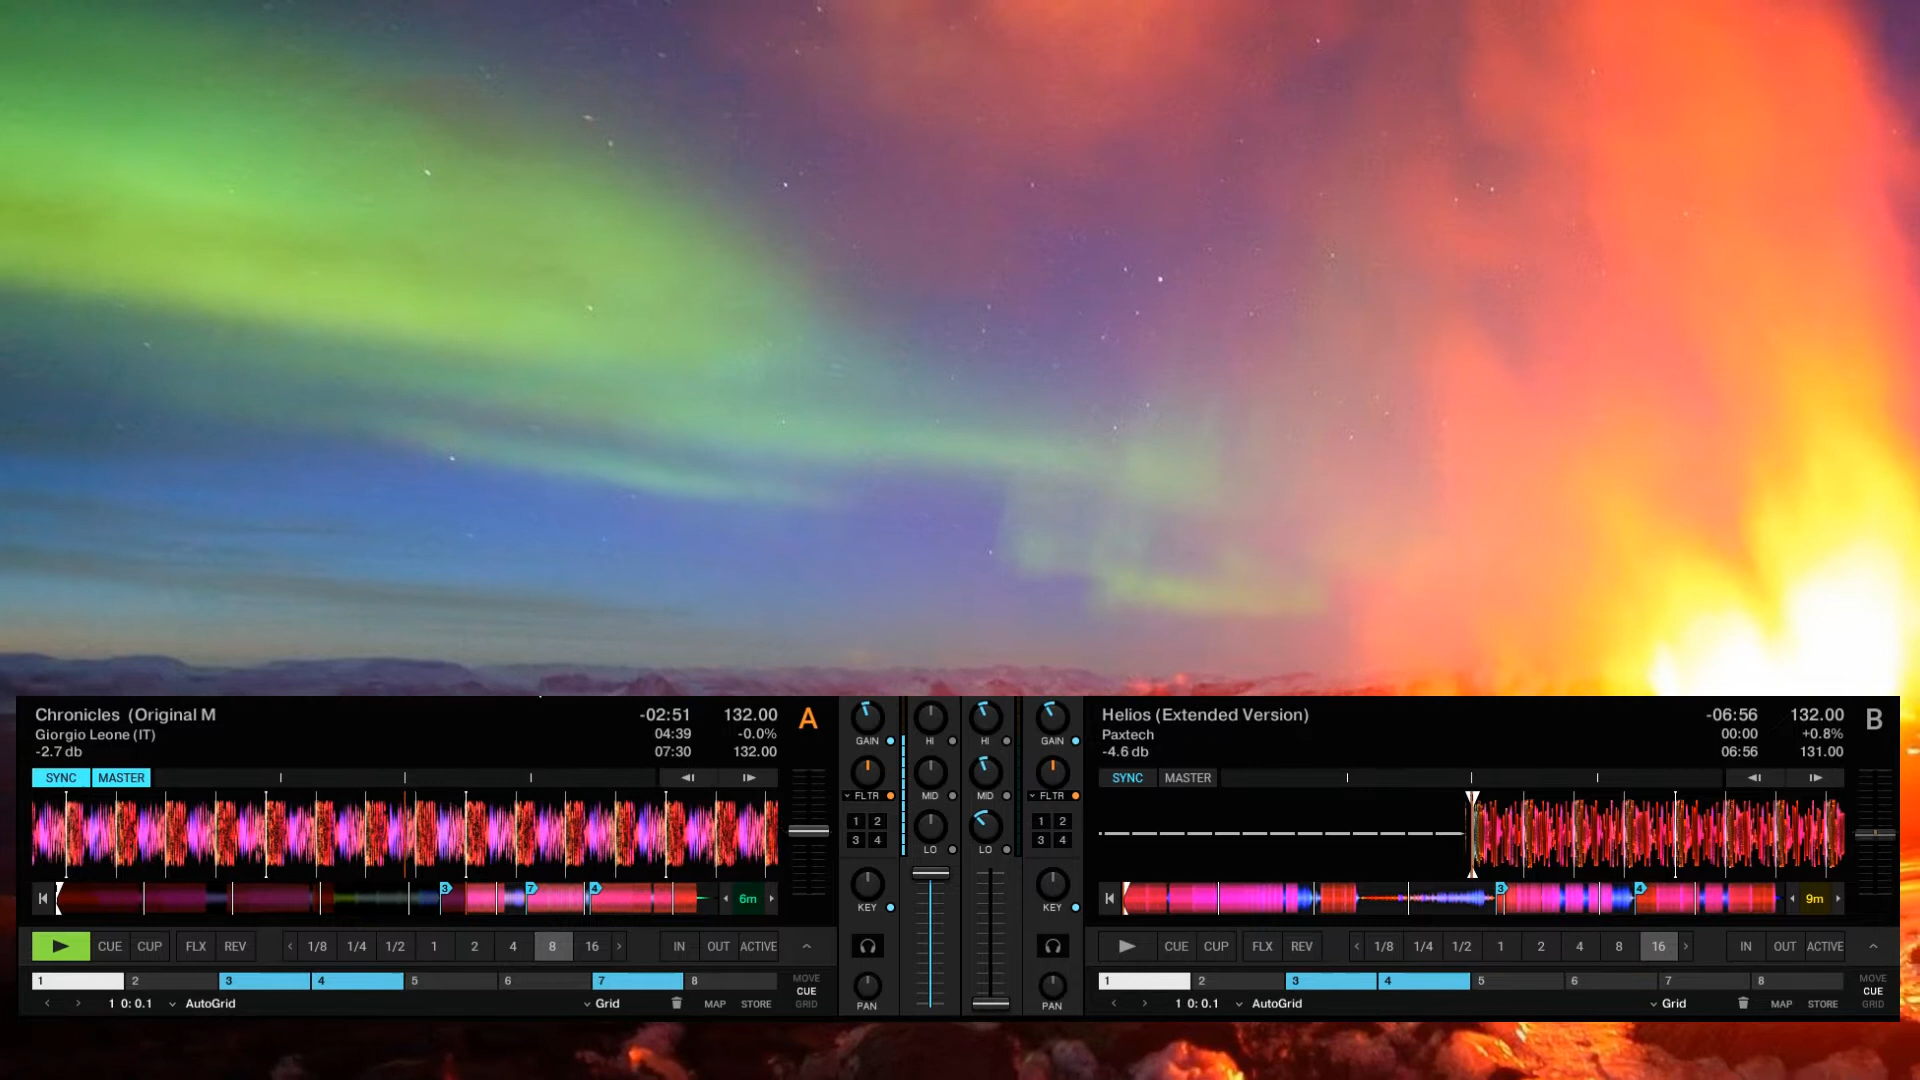 Chronicles (Original M
Giorgio Leone (IT)
-2.7 db
-02:51 132.00
04:39 -0.0%
07:30 132.00
A
SYNC MASTER
3 7 4
6m
CUE CUP FLX REV 1/8 1/4 1/2 1 2 4 8 16 IN OUT ACTIVE
1 2 3 4 5 6 7 8
MOVE
CUE
GRID
1 0: 0.1 AutoGrid Grid MAP STORE
GAIN HI HI GAIN
FLTR MID MID FLTR
1 2 1 2
3 4 3 4
LO LO
KEY KEY
PAN PAN
Helios (Extended Version)
Paxtech
-4.6 db
-06:56 132.00
00:00 +0.8%
06:56 131.00
B
SYNC MASTER
3 4
9m
CUE CUP FLX REV 1/8 1/4 1/2 1 2 4 8 16 IN OUT ACTIVE
1 2 3 4 5 6 7 8
MOVE
CUE
GRID
1 0: 0.1 AutoGrid Grid MAP STORE